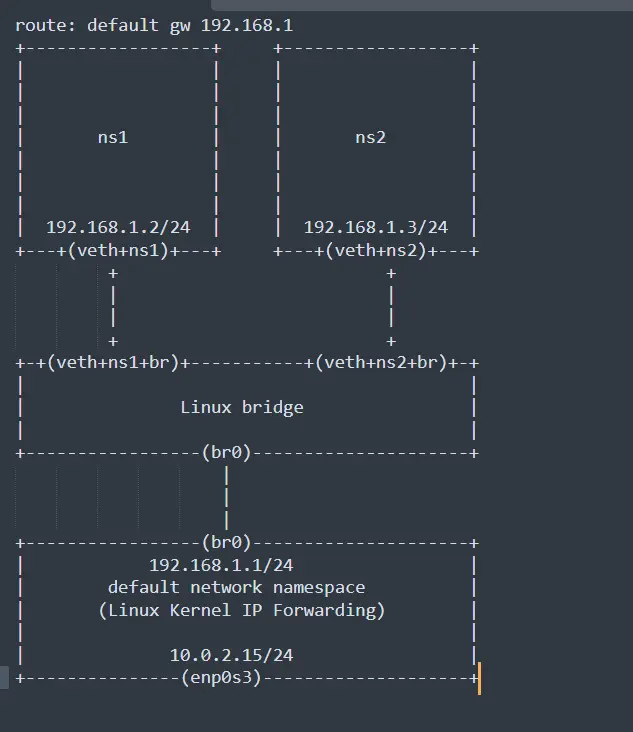 route: default gw 192.168.1
+------------------+     +------------------+
|                  |     |                  |
|                  |     |                  |
|                  |     |                  |
|       ns1        |     |       ns2        |
|                  |     |                  |
|                  |     |                  |
|                  |     |                  |
|  192.168.1.2/24  |     |  192.168.1.3/24  |
+---+(veth+ns1)+---+     +---+(veth+ns2)+---+
         +                          +
         |                          |
         |                          |
         +                          +
+-+(veth+ns1+br)+-----------+(veth+ns2+br)+-+
|                                           |
|               Linux bridge                |
|                                           |
+-----------------(br0)---------------------+
                    |
                    |
                    |
+-----------------(br0)---------------------+
|            192.168.1.1/24                 |
|        default network namespace          |
|       (Linux Kernel IP Forwarding)        |
|                                           |
|              10.0.2.15/24                 |
+---------------(enp0s3)--------------------+